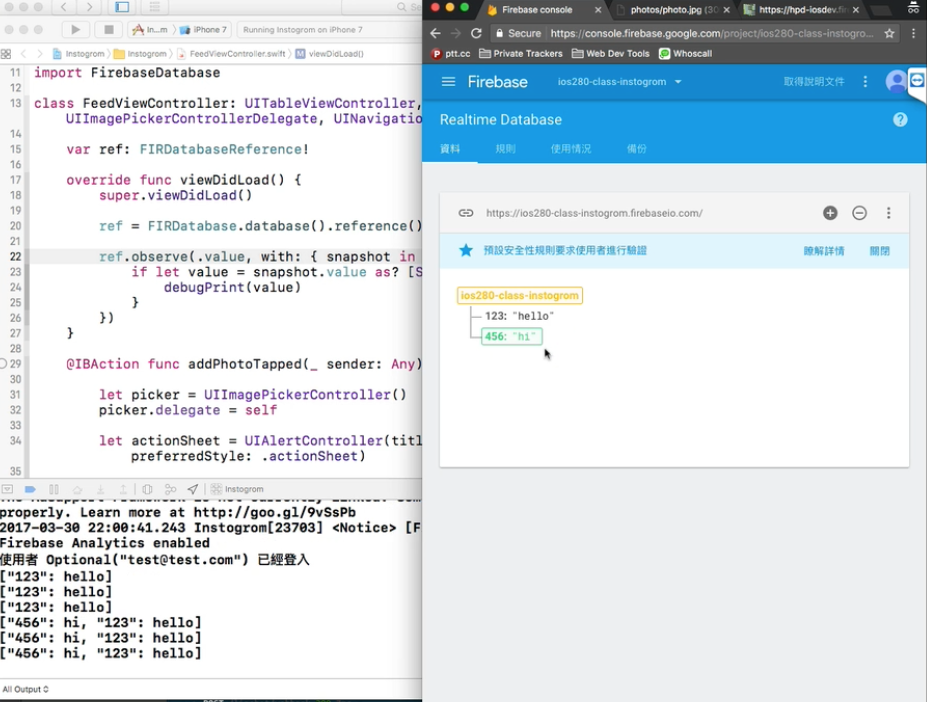 In...m iPhone 7 Running Instogrom on iPhone 7
Instogrom Instogrom FeedViewController.swift viewDidLoad()
11 import FirebaseDatabase
12
13 class FeedViewController: UITableViewController,
UIImagePickerControllerDelegate, UINavigatio
14
15 var ref: FIRDatabaseReference!
16
17 override func viewDidLoad() {
18 super.viewDidLoad()
19
20 ref = FIRDatabase.database().reference()
21
22 ref.observe(.value, with: { snapshot in
23 if let value = snapshot.value as? [S
24 debugPrint(value)
25 }
26 })
27 }
28
29 @IBAction func addPhotoTapped(_ sender: Any)
30
31 let picker = UIImagePickerController()
32 picker.delegate = self
33
34 let actionSheet = UIAlertController(titl
preferredStyle: .actionSheet)
35
Instogrom
properly. Learn more at http://goo.gl/9vSsPb
2017-03-30 22:00:41.243 Instogrom[23703] <Notice> [F
Firebase Analytics enabled
使用者 Optional("test@test.com") 已經登入
["123": hello]
["123": hello]
["123": hello]
["456": hi, "123": hello]
["456": hi, "123": hello]
["456": hi, "123": hello]
All Output
Firebase console photos/photo.jpg (30 https://hpd-iosdev.fir
Secure https://console.firebase.google.com/project/ios280-class-instogro...
ptt.cc Private Trackers Web Dev Tools Whoscall
Firebase ios280-class-instogrom 取得說明文件
Realtime Database
資料 規則 使用情況 備份
https://ios280-class-instogrom.firebaseio.com/
預設安全性規則要求使用者進行驗證 瞭解詳情 關閉
ios280-class-instogrom
123: "hello"
456: "hi"